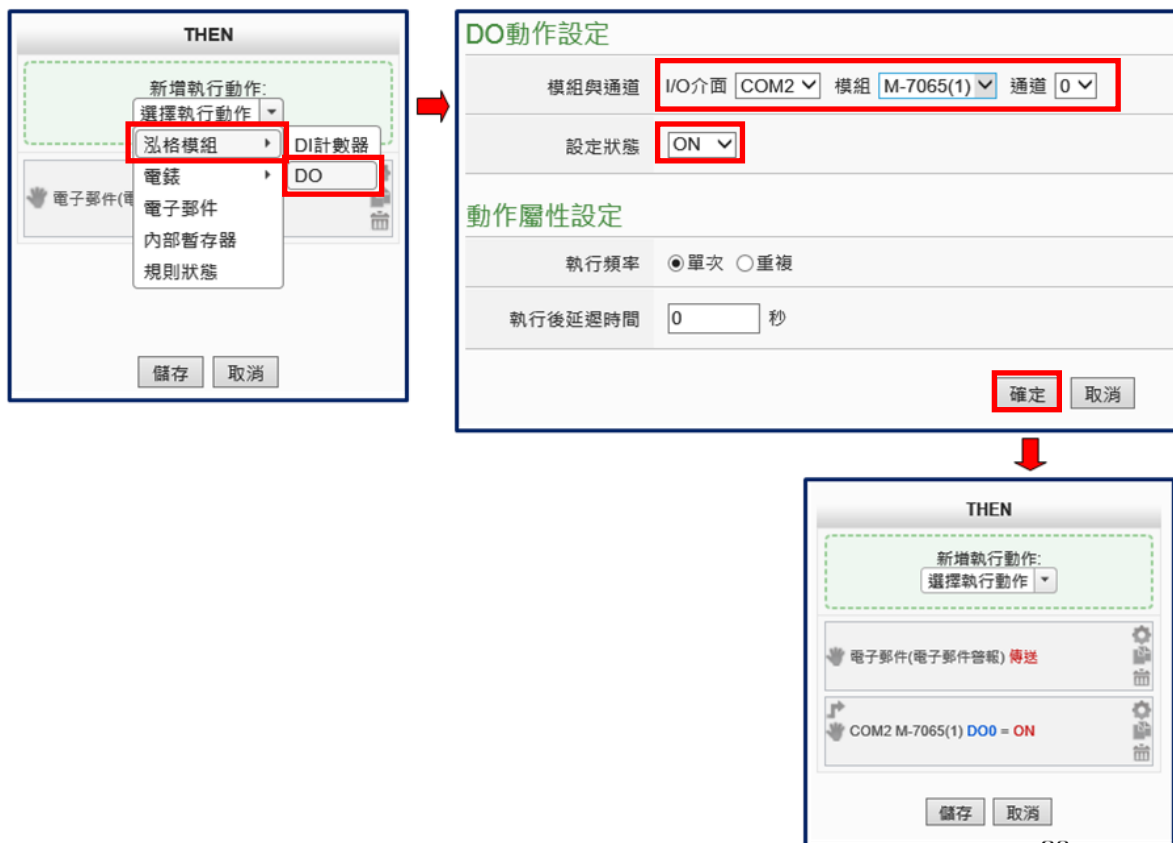 THEN
新增執行動作:
選擇執行動作
泓格模組
DI計數器
電錶
DO
電子郵件(電
電子郵件
內部暫存器
規則狀態
儲存 取消
DO動作設定
模組與通道 I/O介面 COM2 模組 M-7065(1) 通道 0
設定狀態 ON
動作屬性設定
執行頻率 單次 重複
執行後延遲時間 0 秒
確定 取消
THEN
新增執行動作:
選擇執行動作
電子郵件(電子郵件警報) 傳送
COM2 M-7065(1) DO0 = ON
儲存 取消